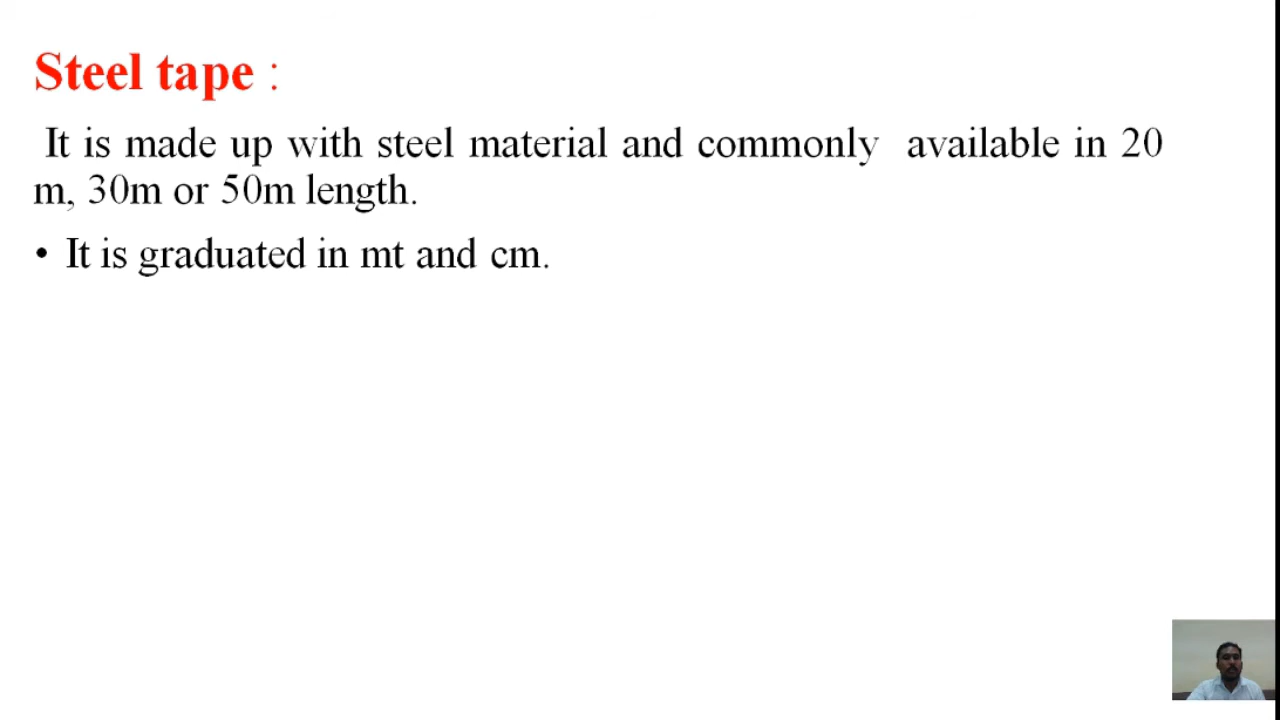 Steel tape :
It is made up with steel material and commonly available in 20
m, 30m or 50m length.
• It is graduated in mt and cm.